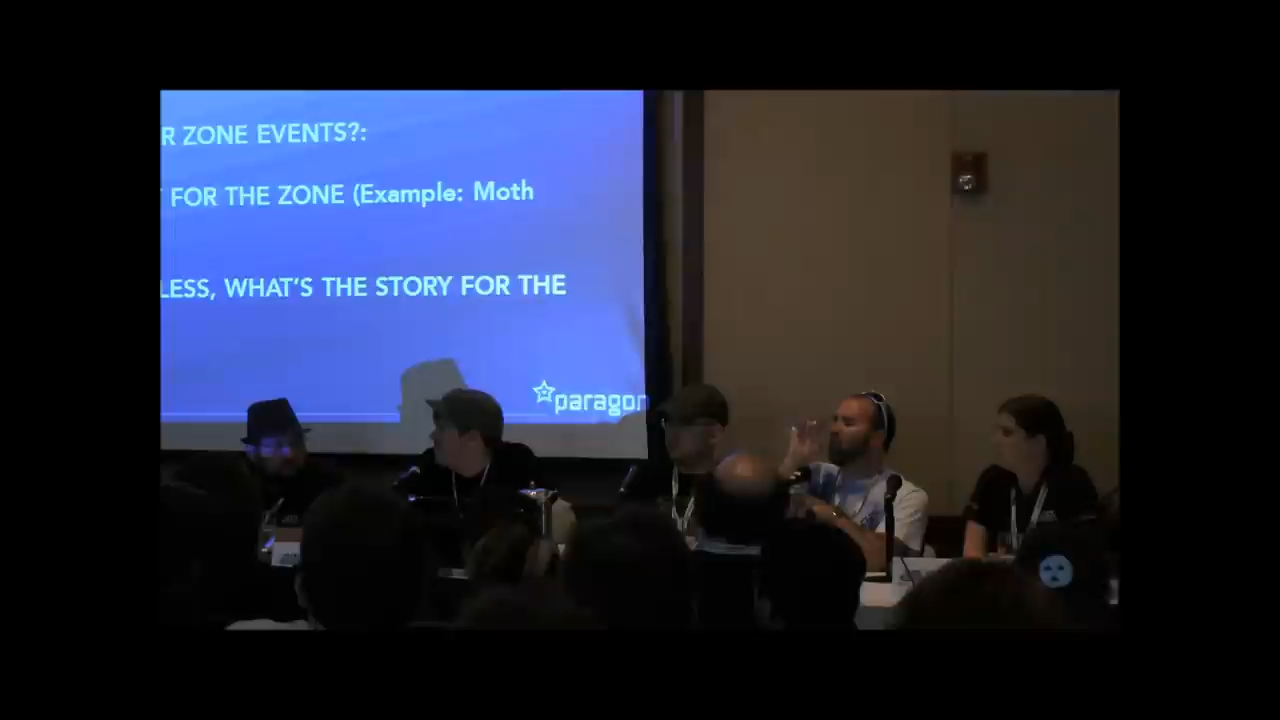 R ZONE EVENTS?:
FOR THE ZONE (Example: Moth
LESS, WHAT'S THE STORY FOR THE
paragon